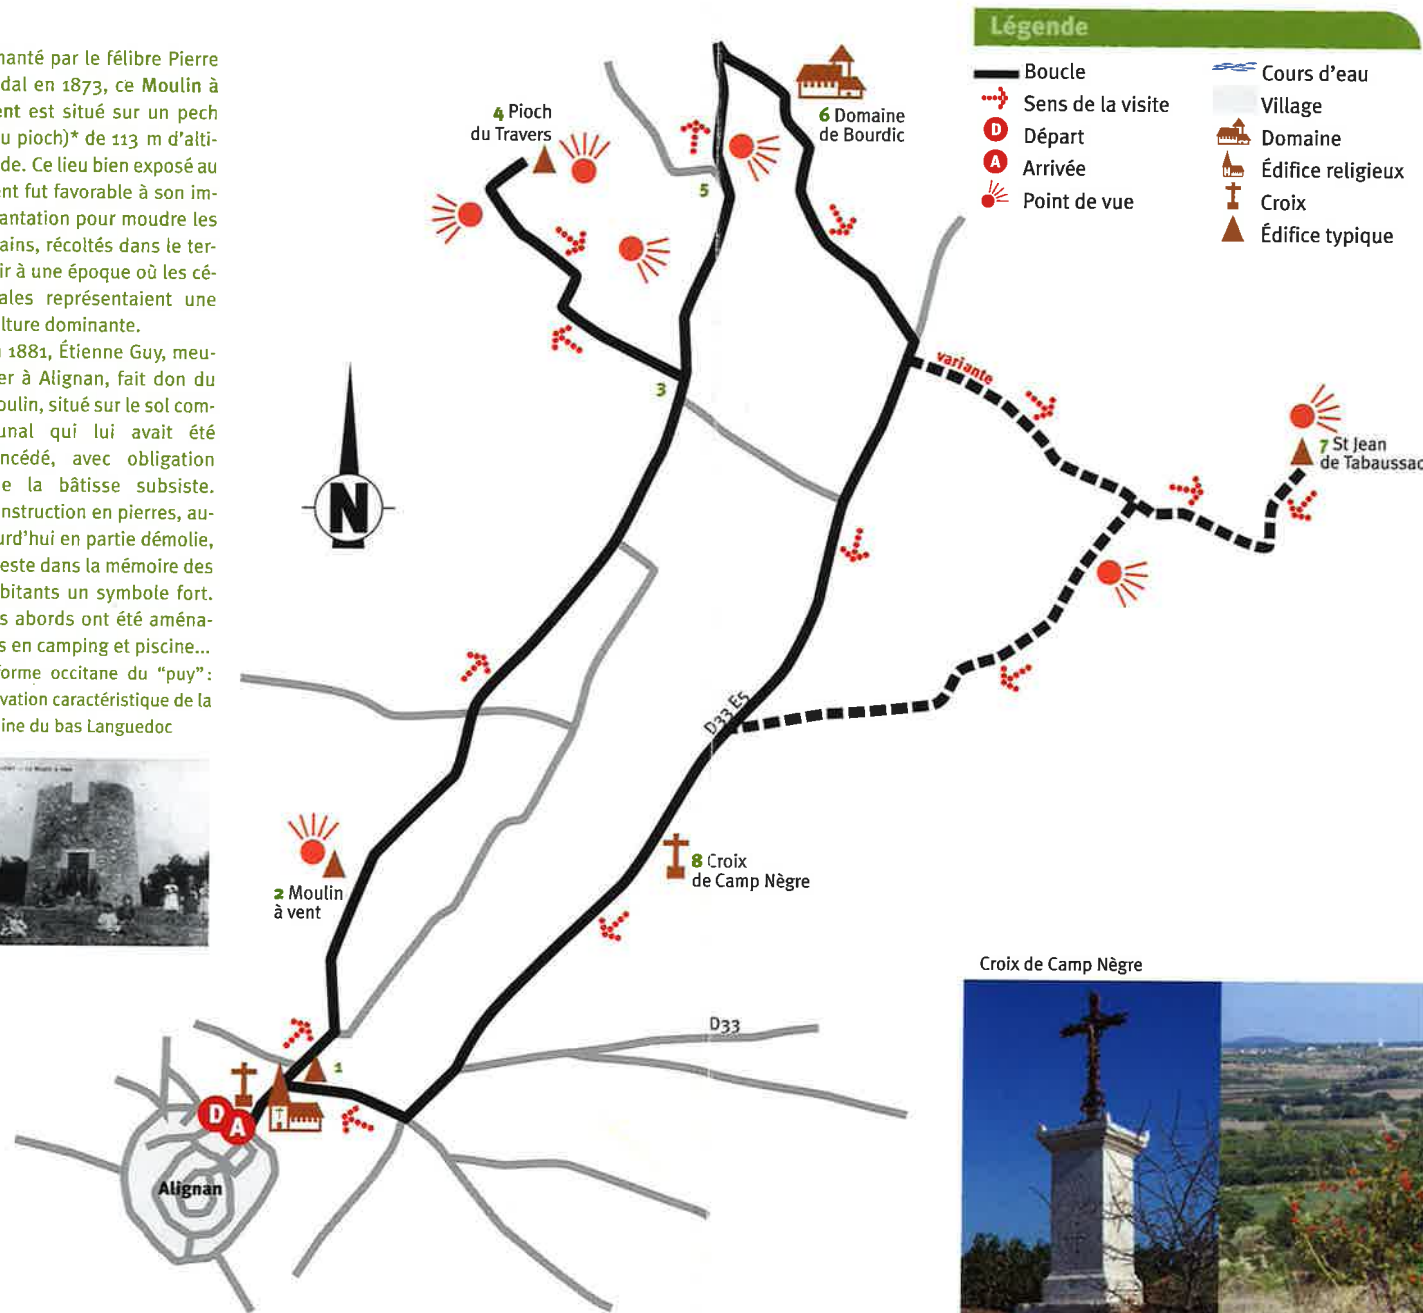 hanté par le félibre Pierre
dal en 1873, ce Moulin à
ent est situé sur un pech
u pioch)* de 113 m d'alti-
de. Ce lieu bien exposé au
ent fut favorable à son im-
antation pour moudre les
ains, récoltés dans le ter-
ir à une époque où les cé-
ales représentaient une
lture dominante.
1881, Étienne Guy, meu-
er à Alignan, fait don du
oulin, situé sur le sol com-
unal qui lui avait été
ncédé, avec obligation
e la bâtisse subsiste.
nstruction en pierres, au-
urd'hui en partie démolie,
este dans la mémoire des
bitants un symbole fort.
s abords ont été aména-
s en camping et piscine...
forme occitane du "puy" :
vation caractéristique de la
ine du bas Languedoc
Légende
Boucle
Sens de la visite
D Départ
A Arrivée
Point de vue
Cours d'eau
Village
Domaine
Édifice religieux
Croix
Édifice typique
4 Pioch
du Travers
6 Domaine
de Bourdic
5
3
variante
7 St Jean
de Tabaussac
N
D33 E5
2 Moulin
à vent
8 Croix
de Camp Nègre
D33
1
D
A
Alignan
Croix de Camp Nègre